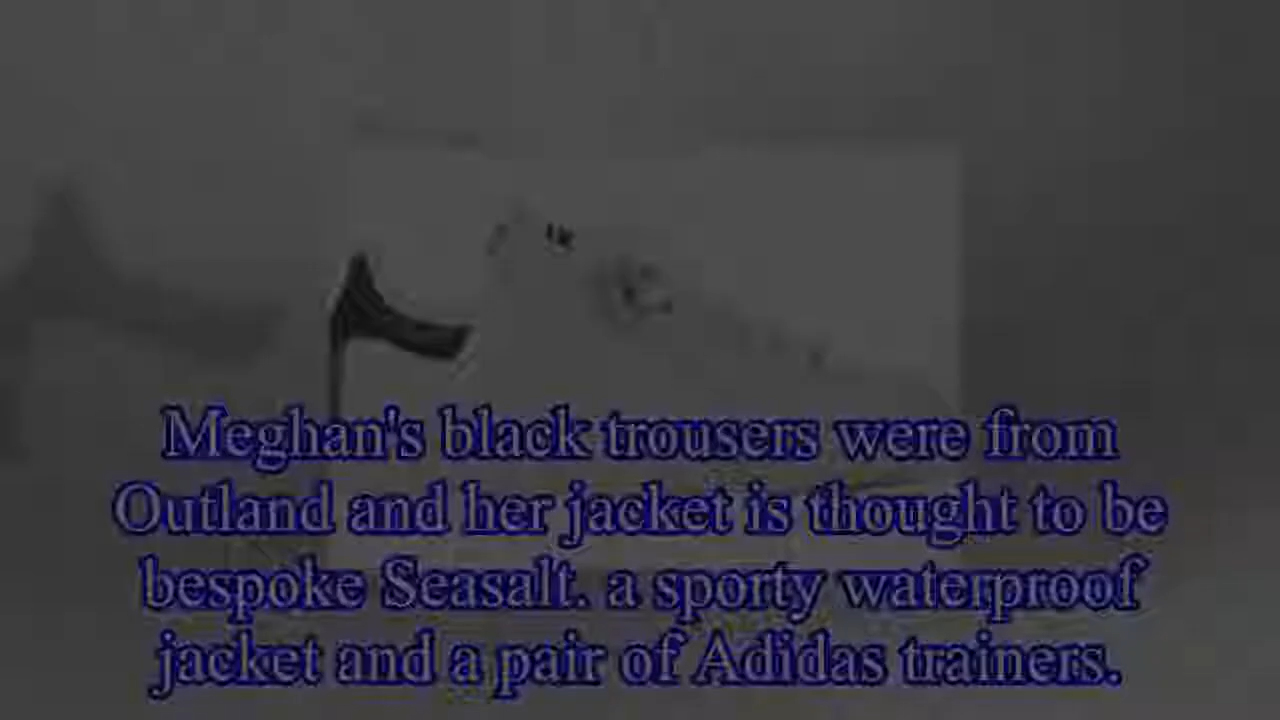 Meghan's black trousers were from
Outland and her jacket is thought to be
bespoke Seasalt. a sporty waterproof
jacket and a pair of Adidas trainers.